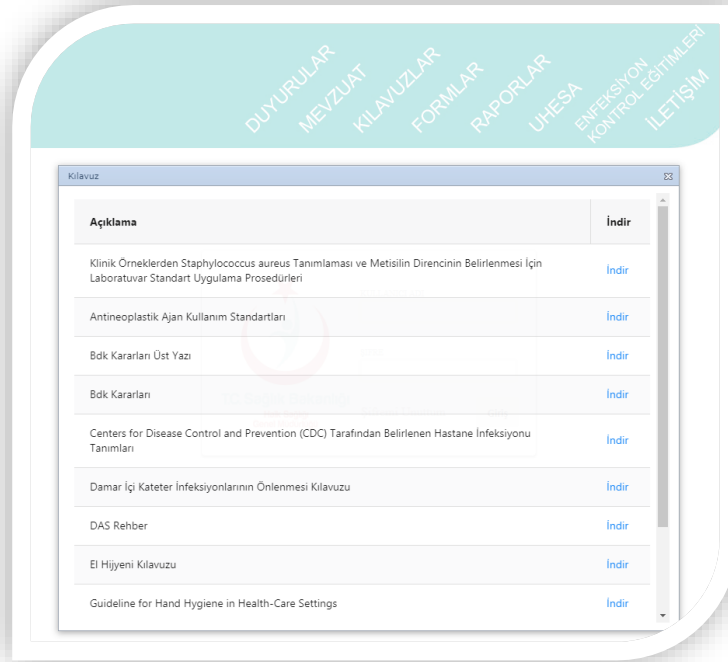 DUYURULAR
MEVZUAT
KILAVUZLAR
FORMLAR
RAPORLAR
UHESA
ENFEKSİYON
KONTROL EĞİTİMLERİ
İLETİŞİM
Kılavuz
Açıklama İndir
Klinik Örneklerden Staphylococcus aureus Tanımlaması ve Metisilin Direncinin Belirlenmesi İçin
Laboratuvar Standart Uygulama Prosedürleri İndir
Antineoplastik Ajan Kullanım Standartları İndir
Bdk Kararları Üst Yazı İndir
Bdk Kararları İndir
Centers for Disease Control and Prevention (CDC) Tarafından Belirlenen Hastane İnfeksiyonu
Tanımları İndir
Damar İçi Kateter İnfeksiyonlarının Önlenmesi Kılavuzu İndir
DAS Rehber İndir
El Hijyeni Kılavuzu İndir
Guideline for Hand Hygiene in Health-Care Settings İndir